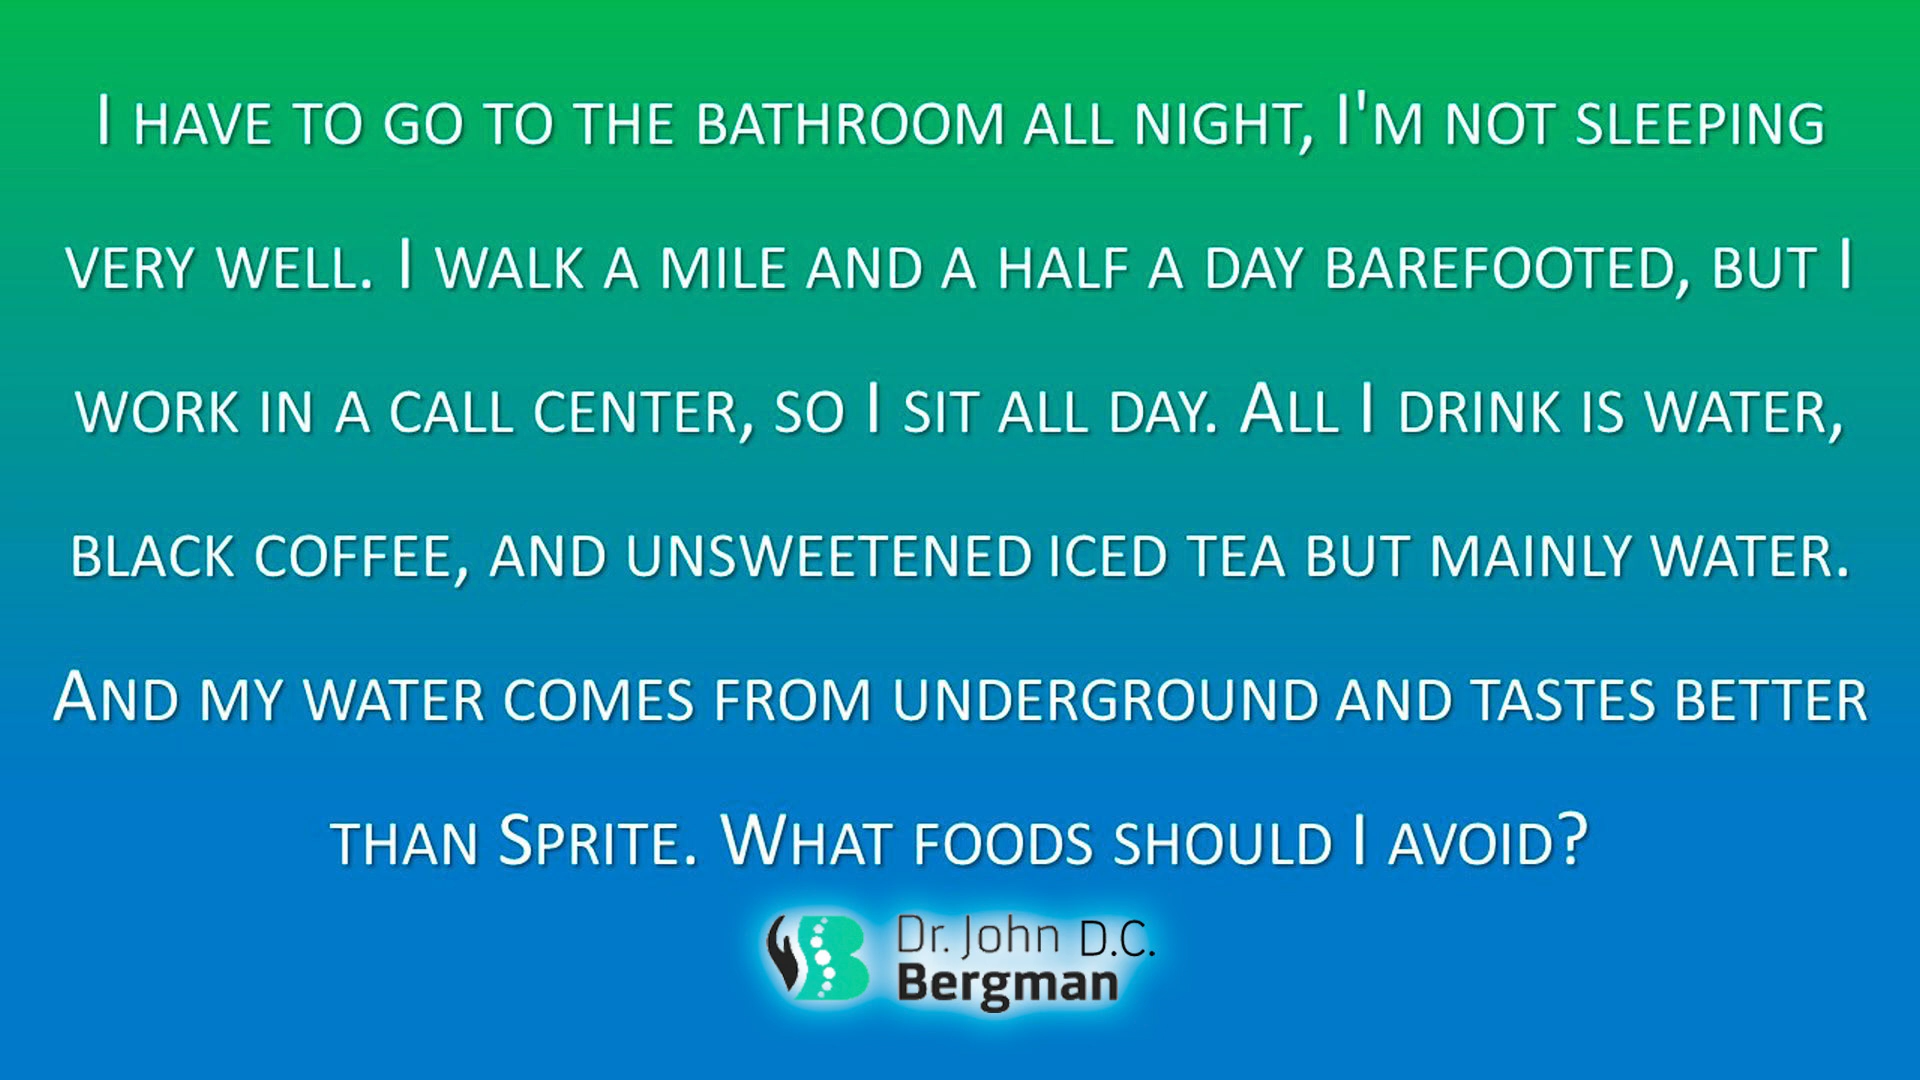 I HAVE TO GO TO THE BATHROOM ALL NIGHT, I'M NOT SLEEPING
VERY WELL. I WALK A MILE AND A HALF A DAY BAREFOOTED, BUT I
WORK IN A CALL CENTER, SO I SIT ALL DAY. ALL I DRINK IS WATER,
BLACK COFFEE, AND UNSWEETENED ICED TEA BUT MAINLY WATER.
AND MY WATER COMES FROM UNDERGROUND AND TASTES BETTER
THAN SPRITE. WHAT FOODS SHOULD I AVOID?
Dr. John D.C.
Bergman